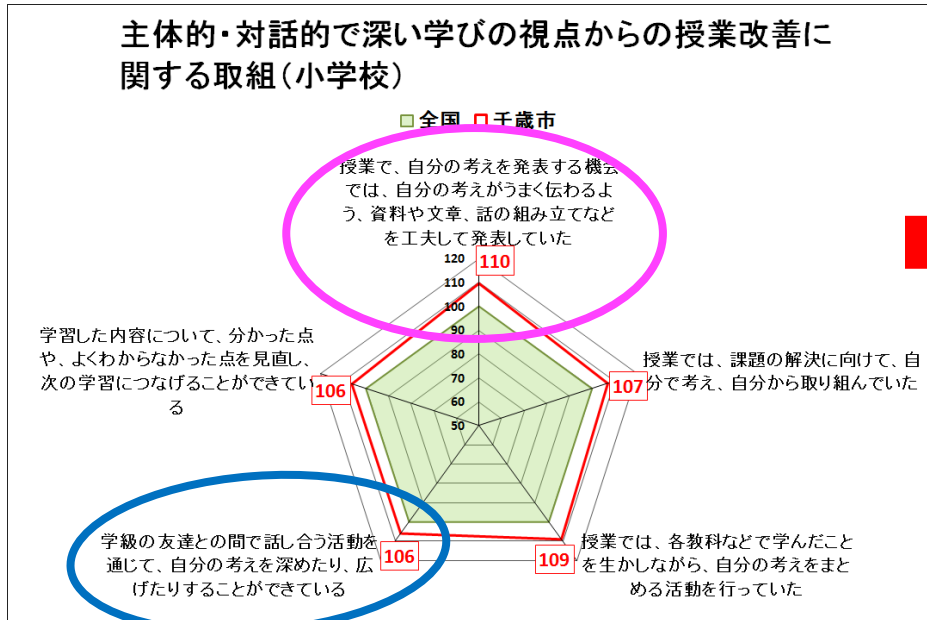 主体的・対話的で深い学びの視点からの授業改善に
関する取組（小学校）
全国 千歳市
授業で、自分の考えを発表する機会
では、自分の考えがうまく伝わるよ
う、資料や文章、話の組み立てなど
を工夫して発表していた
120
110
110
100
90
80
70
60
50
学習した内容について、分かった点
や、よくわからなかった点を見直し、
次の学習につなげることができてい
る
106
授業では、課題の解決に向けて、自
分で考え、自分から取り組んでいた
107
学級の友達との間で話し合う活動を
通じて、自分の考えを深めたり、広
げたりすることができている
106
授業では、各教科などで学んだこと
を生かしながら、自分の考えをまと
める活動を行っていた
109